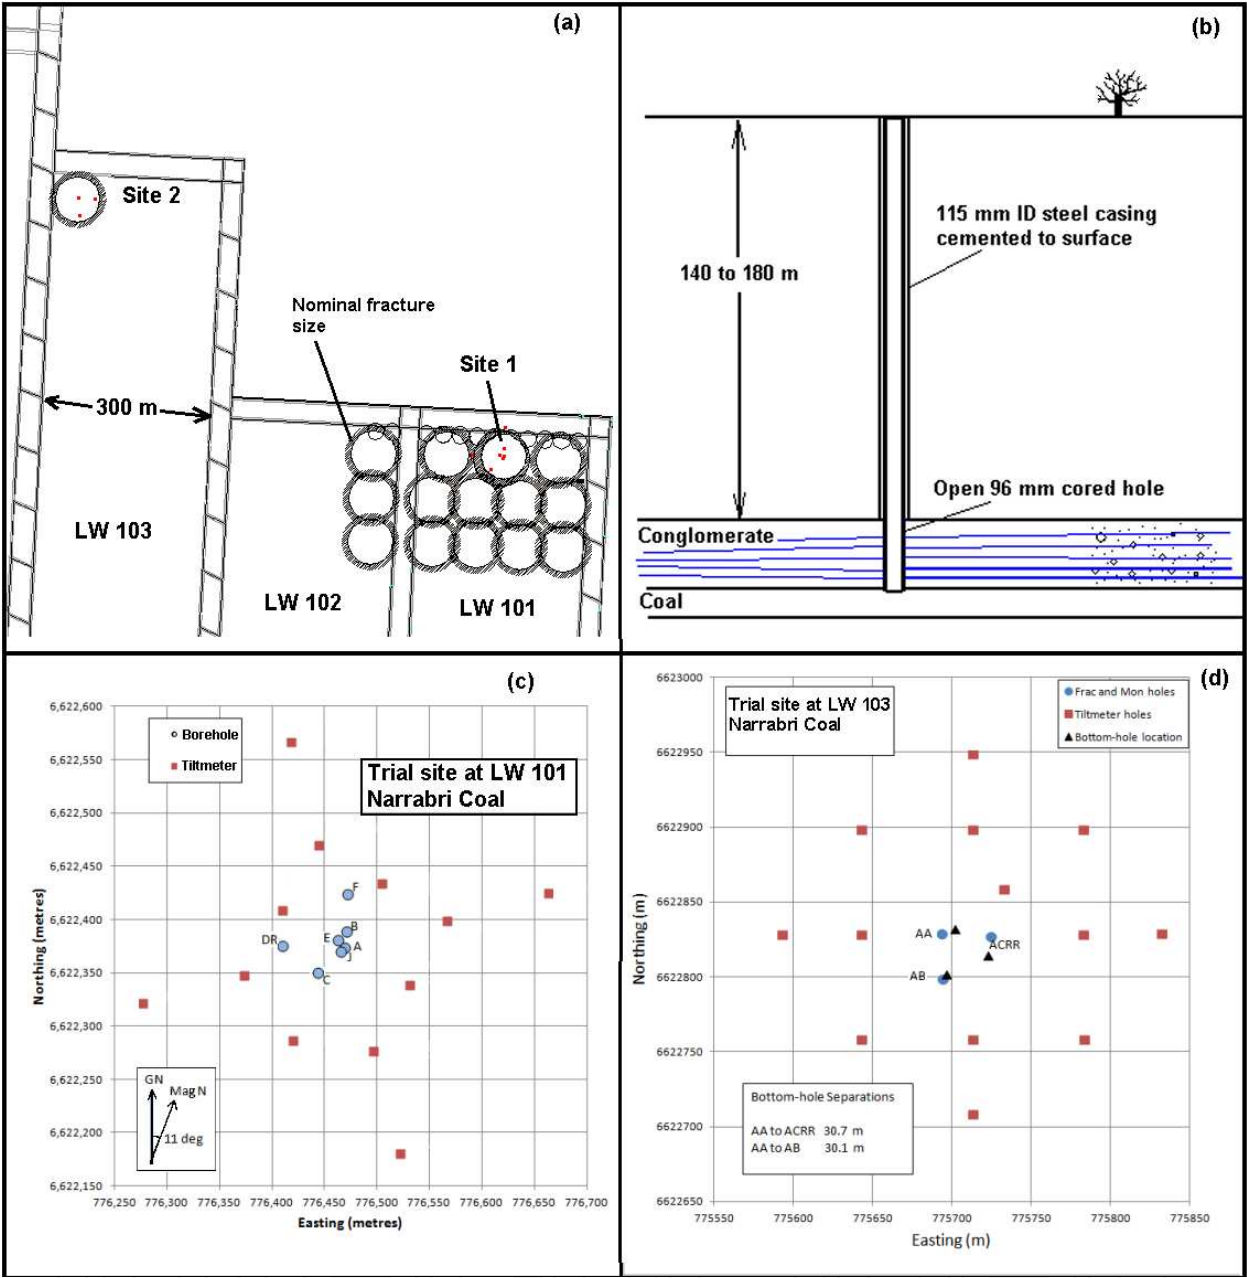 (a)
Site 2
Nominal fracture
size
Site 1
300 m
LW 103
LW 102
LW 101
(b)
115 mm ID steel casing
cemented to surface
140 to 180 m
Open 96 mm cored hole
Conglomerate
Coal
(c)
6,622,600
6,622,550
6,622,500
6,622,450
6,622,400
6,622,350
6,622,300
6,622,250
6,622,200
6,622,150
Northing (metres)
Borehole
Tiltmeter
Trial site at LW 101
Narrabri Coal
F
B
E
A
DR
J
C
GN
Mag N
11 deg
776,250 776,300 776,350 776,400 776,450 776,500 776,550 776,600 776,650 776,700
Easting (metres)
(d)
6623000
6622950
6622900
6622850
6622800
6622750
6622700
6622650
Northing (m)
Trial site at LW 103
Narrabri Coal
Frac and Mon holes
Tiltmeter holes
Bottom-hole location
AA
ACRR
AB
Bottom-hole Separations
AA to ACRR 30.7 m
AA to AB 30.1 m
775550 775600 775650 775700 775750 775800 775850
Easting (m)